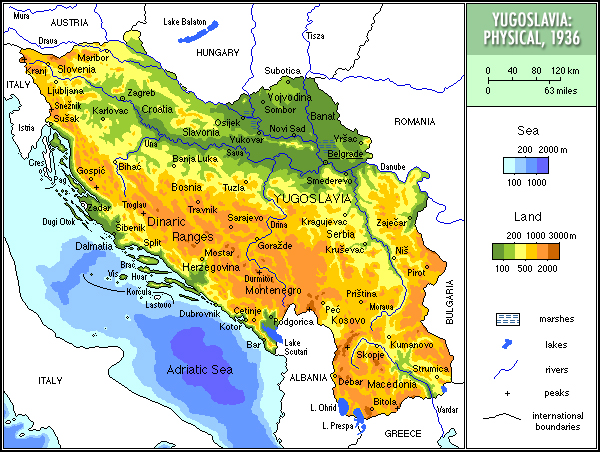 YUGOSLAVIA:
PHYSICAL, 1936
0 40 80 120 km
0 63 miles
Sea
200 2000 m
100 1000
Land
200 1000 3000m
100 500 2000
marshes
lakes
rivers
peaks
international
boundaries
Mura
AUSTRIA
Lake Balaton
Drava
HUNGARY
Tisza
Maribor
Kranj
Slovenia
ITALY
Ljubljana
Subotica
Zagreb
Vojvodina
Snežnik
Croatia
Sombor
Karlovac
Sušak
Osijek
Banat
ROMANIA
Istria
Slavonia
Novi Sad
Vukovar
Vršac
Una
Sava
Belgrade
Cres
Banja Luka
Danube
Bihać
Gospić
Smederevo
Pag
Bosnia
Tuzla
YUGOSLAVIA
Zadar
Troglav
Travnik
Dugi Otok
Dinaric
Sarajevo
Drina
Kragujevac
Zaječar
Šibenik
Serbia
Ranges
Split
Goražde
Kruševac
Niš
Dalmatia
Mostar
Brač
Pirot
Vis
Hvar
Herzegovina
Durmitor
Korčula
Montenegro
Priština
Lastovo
Peć
Morava
Dubrovnik
Cetinje
Kosovo
BULGARIA
Kotor
Podgorica
Bar
Lake
Scutari
Kumanovo
Skopje
Adriatic Sea
Strumica
ITALY
ALBANIA
Debar
Macedonia
L. Ohrid
Bitola
Vardar
L. Prespa
GREECE